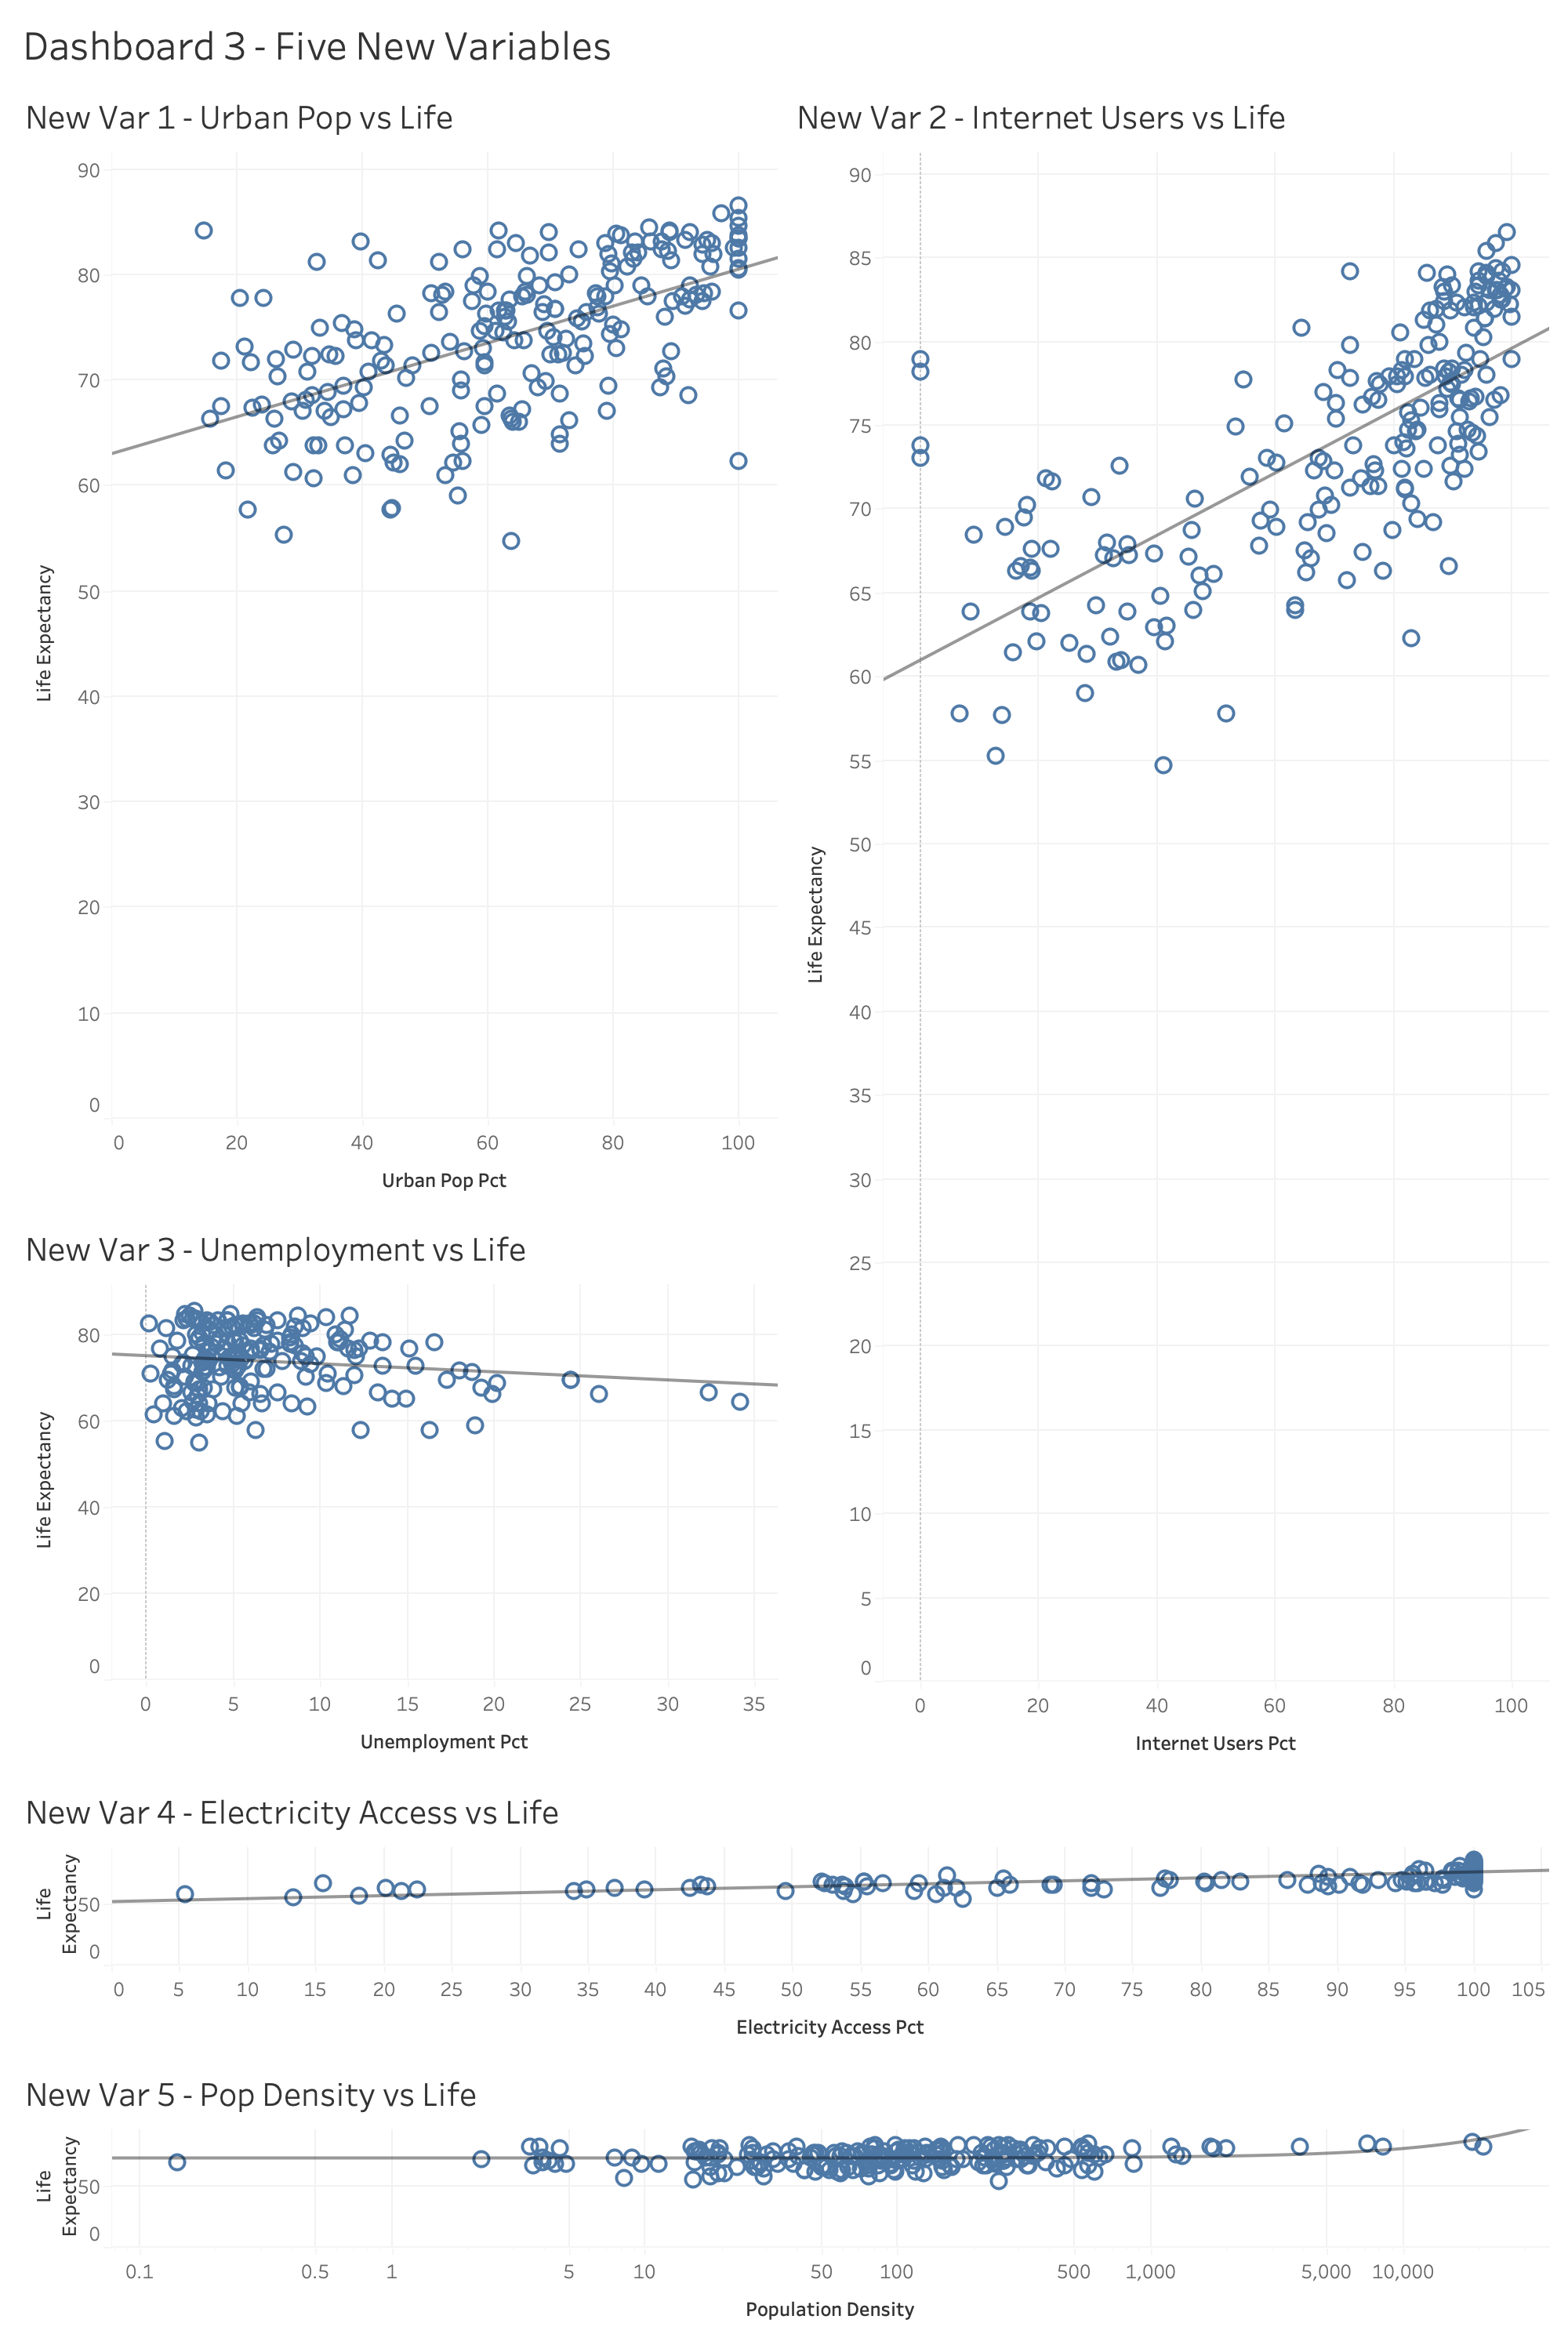 Dashboard 3 - Five New Variables
New Var 1 - Urban Pop vs Life
90
80
70
60
50
40
30
20
10
0
Life Expectancy
0 20 40 60 80 100
Urban Pop Pct
New Var 2 - Internet Users vs Life
90
85
80
75
70
65
60
55
50
45
40
35
30
25
20
15
10
5
0
Life Expectancy
0 20 40 60 80 100
Internet Users Pct
New Var 3 - Unemployment vs Life
80
60
40
20
0
Life Expectancy
0 5 10 15 20 25 30 35
Unemployment Pct
New Var 4 - Electricity Access vs Life
Life
Expectancy
50
0
0 5 10 15 20 25 30 35 40 45 50 55 60 65 70 75 80 85 90 95 100 105
Electricity Access Pct
New Var 5 - Pop Density vs Life
Life
Expectancy
50
0
0.1 0.5 1 5 10 50 100 500 1,000 5,000 10,000
Population Density